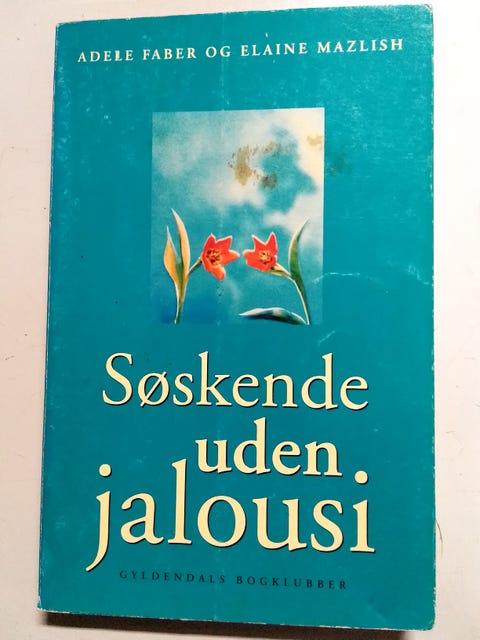 ADELE FABER OG ELAINE MAZLISH
Søskende
uden
jalousi
GYLDENDALS BOGKLUBBER